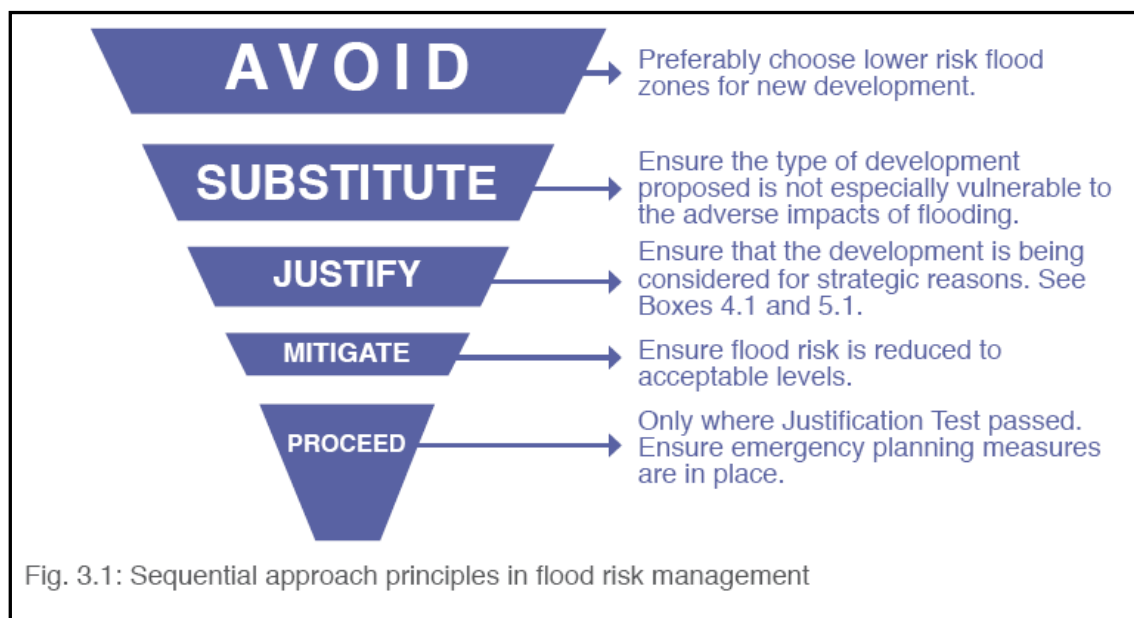 AVOID
Preferably choose lower risk flood
zones for new development.
SUBSTITUTE
Ensure the type of development
proposed is not especially vulnerable to
the adverse impacts of flooding.
JUSTIFY
Ensure that the development is being
considered for strategic reasons. See
Boxes 4.1 and 5.1.
MITIGATE
Ensure flood risk is reduced to
acceptable levels.
PROCEED
Only where Justification Test passed.
Ensure emergency planning measures
are in place.
Fig. 3.1: Sequential approach principles in flood risk management